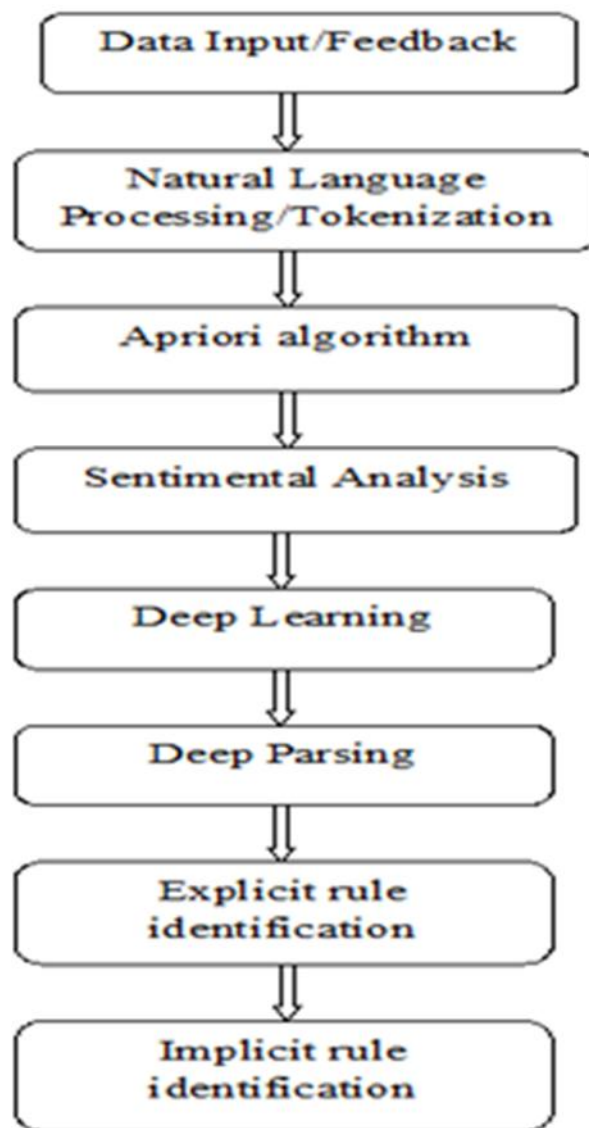 Data Input/Feedback
Natural Language
Processing/Tokenization
Apriori algorithm
Sentimental Analysis
Deep Learning
Deep Parsing
Explicit rule
identification
Implicit rule
identification